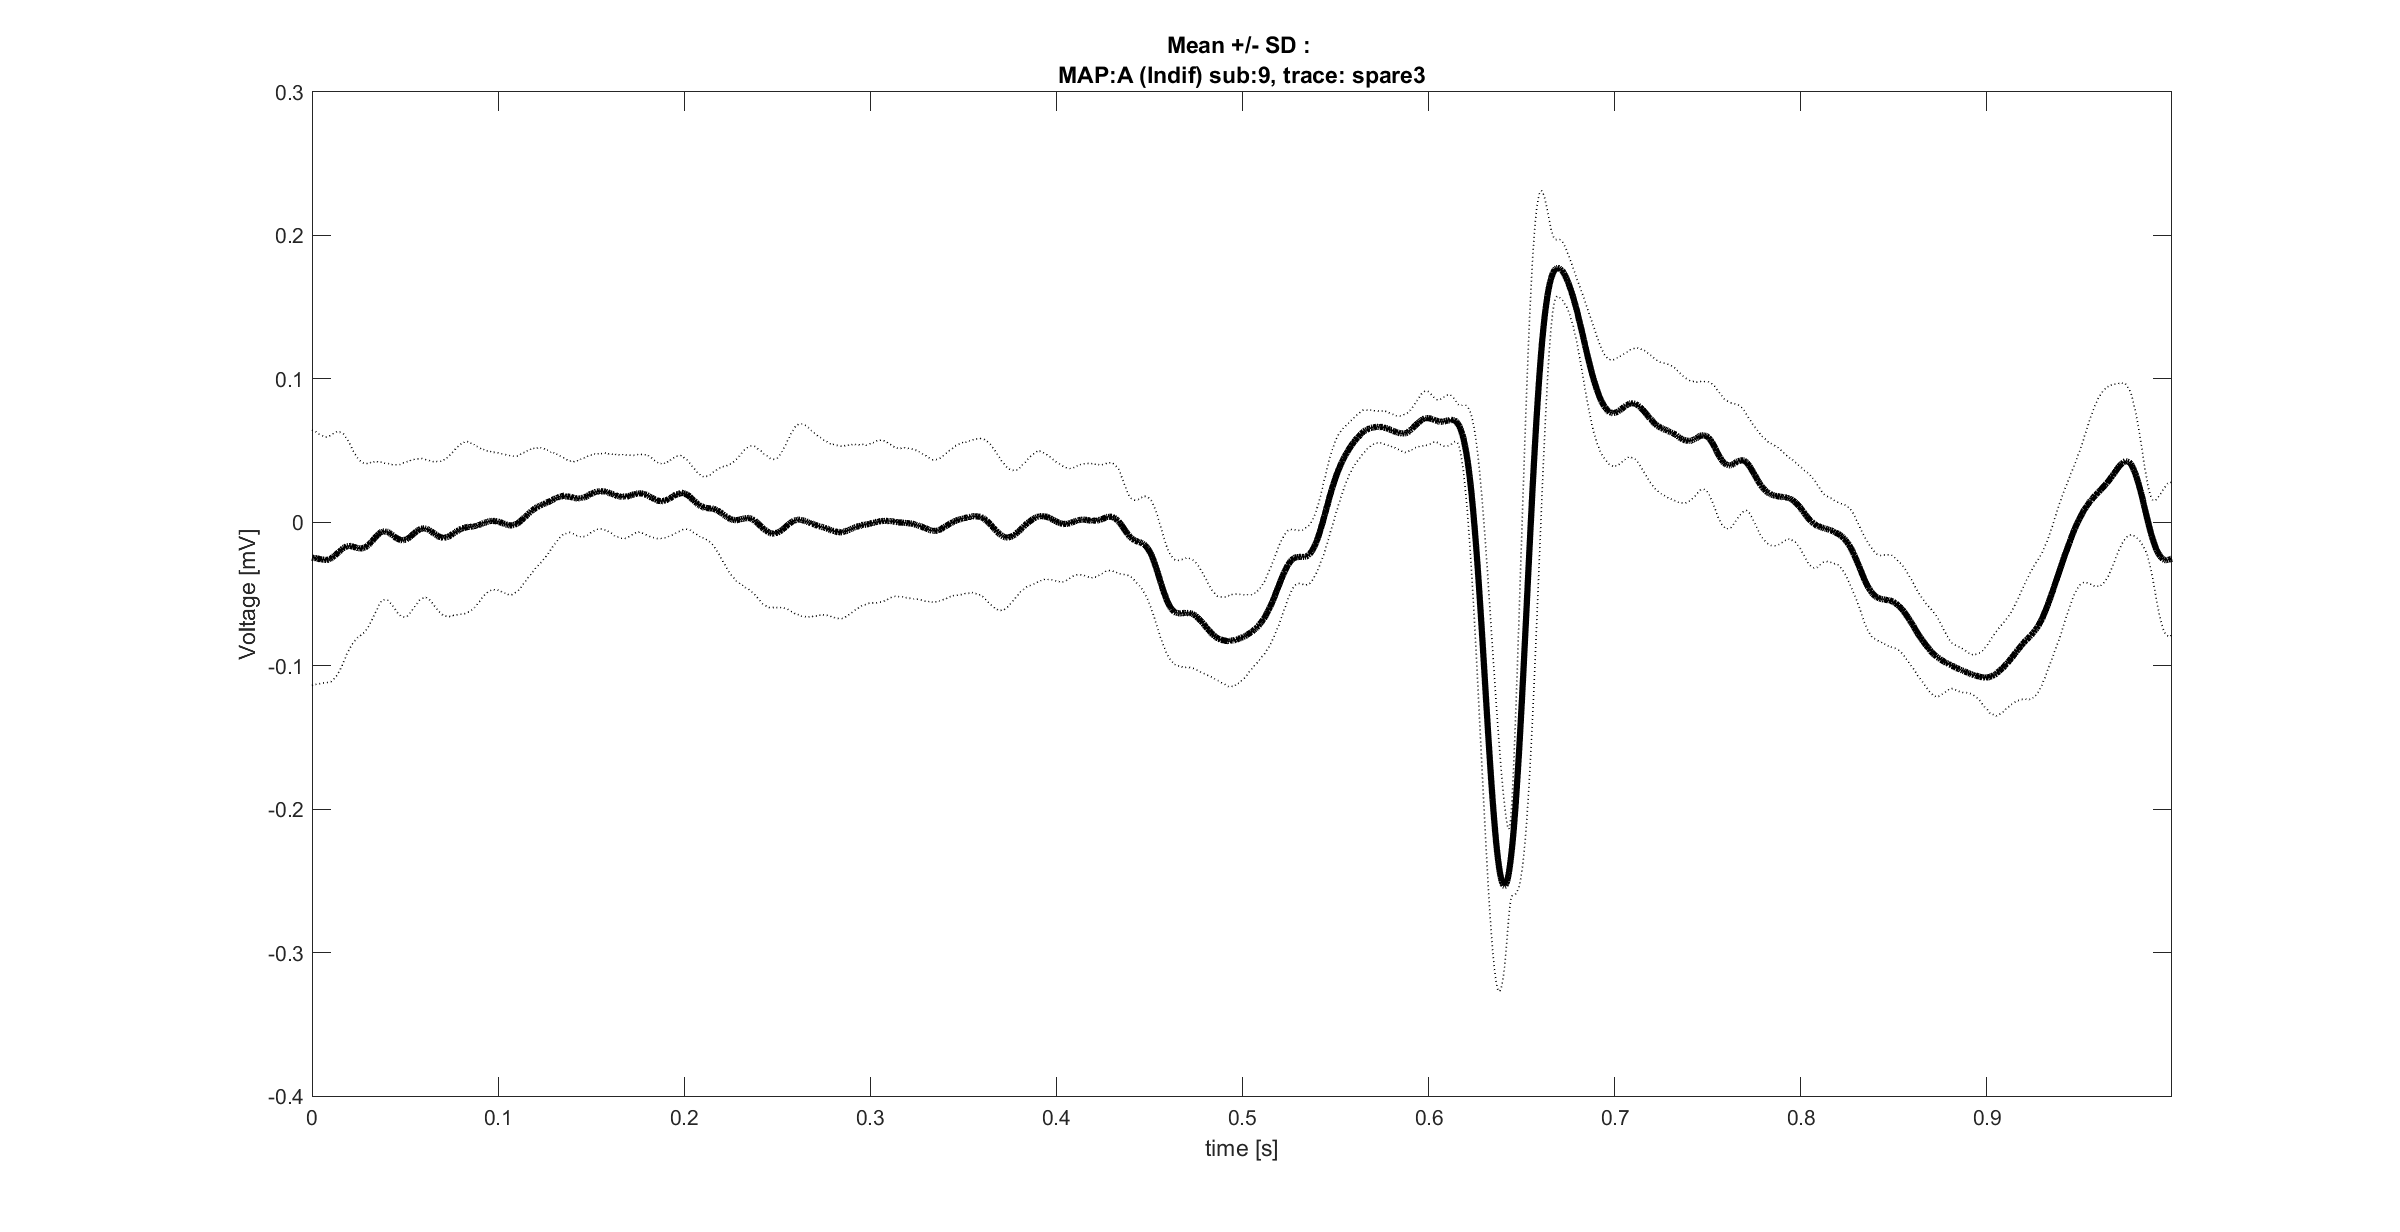 Mean +/- SD :
MAP:A (Indif) sub:9, trace: spare3
0.3
0.2
0.1
0
-0.1
-0.2
-0.3
-0.4
Voltage [mV]
0 0.1 0.2 0.3 0.4 0.5 0.6 0.7 0.8 0.9
time [s]